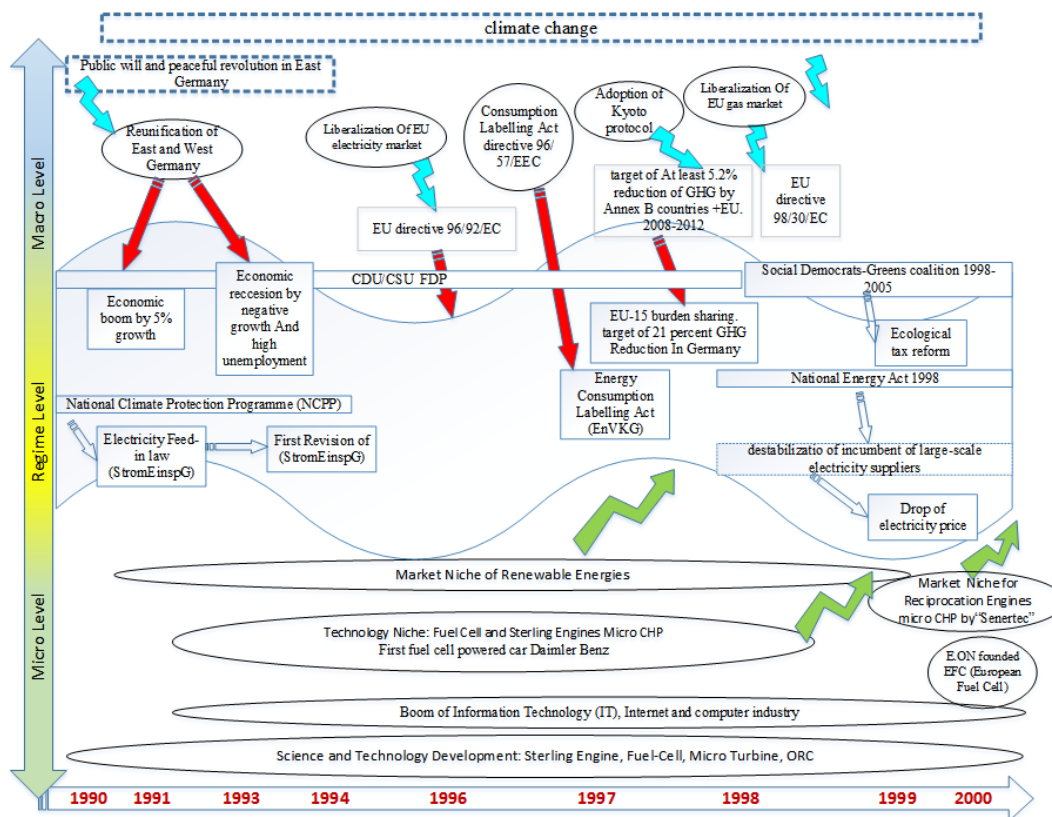 climate change
Public will and peaceful revolution in East
Germany
Reunification of
East and West
Germany
Liberalization Of EU
electricity market
Consumption
Labelling Act
directive 96/
57/EEC
Adoption of
Kyoto
protocol
Liberalization Of
EU gas market
Macro Level
EU directive 96/92/EC
target of At least 5.2%
reduction of GHG by
Annex B countries +EU.
2008-2012
EU
directive
98/30/EC
CDU/CSU FDP
Social Democrats-Greens coalition 1998-
2005
Economic
boom by 5%
growth
Economic
reccesion by
negative
growth And
high
unemployment
EU-15 burden sharing.
target of 21 percent GHG
Reduction In Germany
Ecological
tax reform
Regime Level
Energy
Consumption
Labelling Act
(EnVKG)
National Energy Act 1998
National Climate Protection Programme (NCPP)
Electricity Feed-
in law
(StromEinspG)
First Revision of
(StromEinspG)
destabilizatio of incumbent of large-scale
electricity suppliers
Drop of
electricity price
Micro Level
Market Niche of Renewable Energies
Market Niche for
Reciprocation Engines
micro CHP by“Senertec”
Technology Niche: Fuel Cell and Sterling Engines Micro CHP
First fuel cell powered car Daimler Benz
E.ON founded
EFC (European
Fuel Cell)
Boom of Information Technology (IT), Internet and computer industry
Science and Technology Development: Sterling Engine, Fuel-Cell, Micro Turbine, ORC
1990 1991 1993 1994 1996 1997 1998 1999 2000